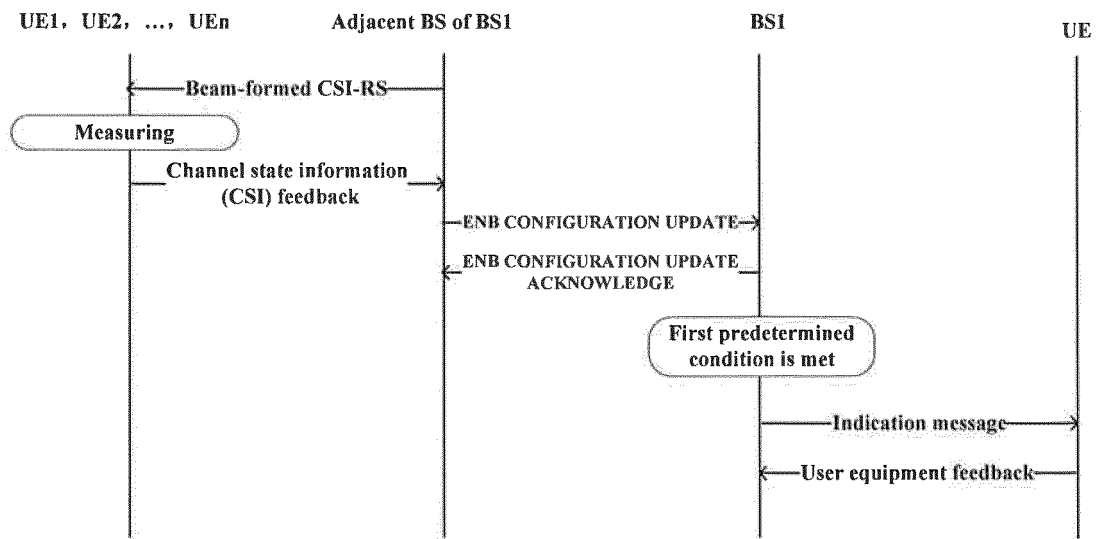 UE1, UE2, ..., UEn
Adjacent BS of BS1
BS1
UE
Beam-formed CSI-RS
Measuring
Channel state information
(CSI) feedback
ENB CONFIGURATION UPDATE
ENB CONFIGURATION UPDATE
ACKNOWLEDGE
First predetermined
condition is met
Indication message
User equipment feedback